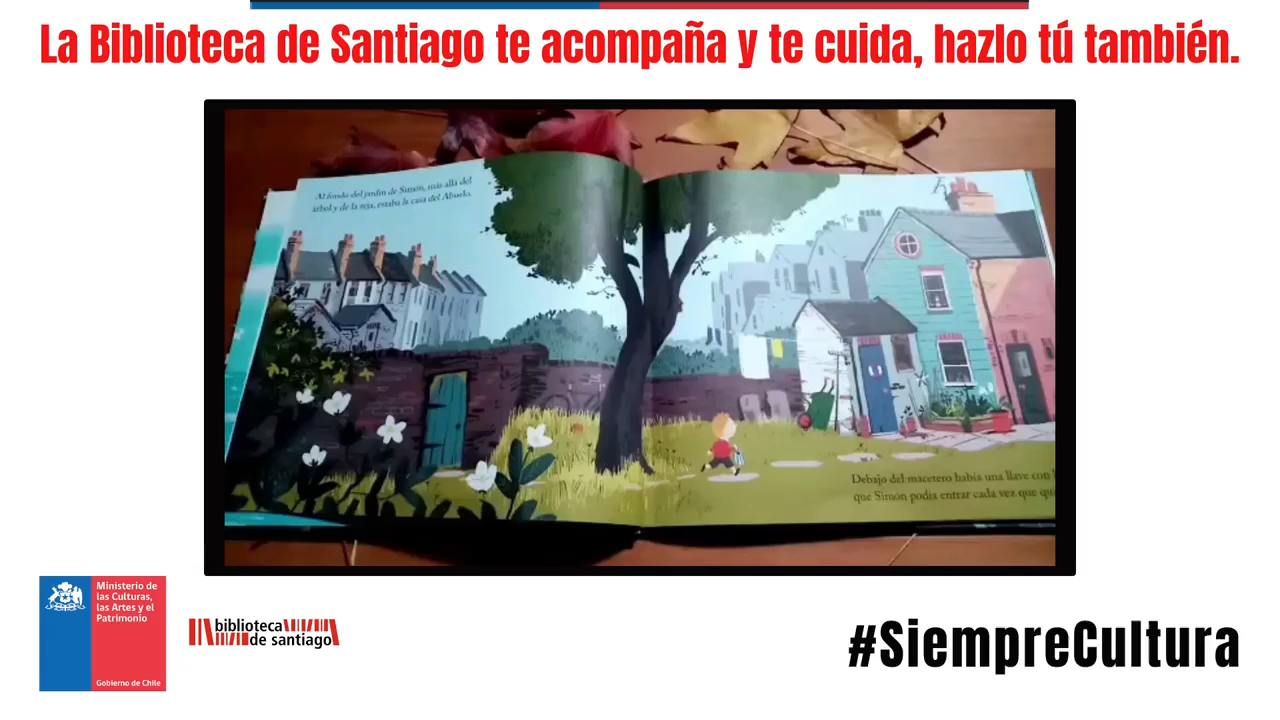 La Biblioteca de Santiago te acompaña y te cuida, hazlo tú también.
Al fondo del jardín de Simón, más allá del
árbol y de la reja, estaba la casa del Abuelo.
Debajo del macetero había una llave con
que Simón podía entrar cada vez que
Ministerio de
las Culturas,
las Artes y el
Patrimonio
Gobierno de Chile
biblioteca
de santiago
#SiempreCultura